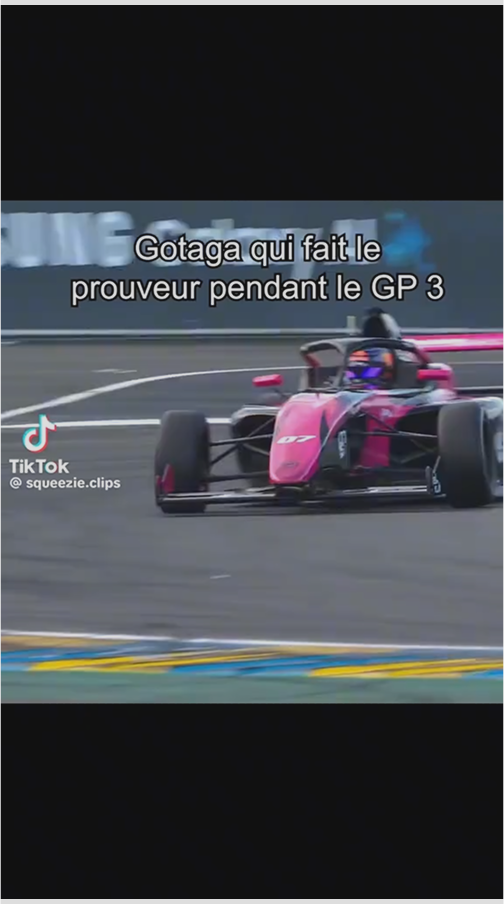 Gotaga qui fait le
prouveur pendant le GP 3
07
TikTok
@ squeezie.clips